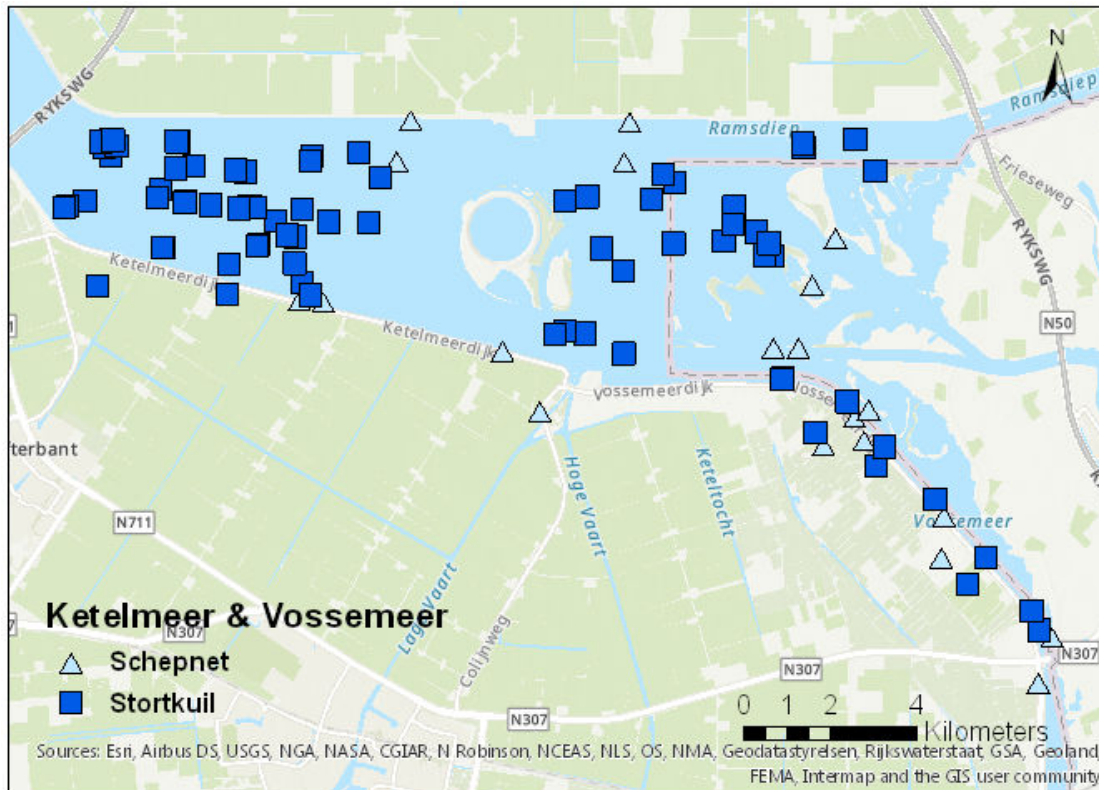 RYKSWG
N
Ramsdiep
Ramsdiep
Frieseweg
RYKSWG
Ketelmeerdijk
N50
Ketelmeerdijk
Vossemeerdijk
fterbant
Hoge Vaart
Keteltocht
N711
Vossemeer
Lage Vaart
Ketelmeer & Vossemeer
N307
Schepnet
Colijnweg
N307
N307
Stortkuil
N307
0 1 2 4
Kilometers
Sources: Esri, Airbus DS, USGS, NGA, NASA, CGIAR, N Robinson, NCEAS, NLS, OS, NMA, Geodatastyrelsen, Rijkswaterstaat, GSA, Geoland,
FEMA, Intermap and the GIS user community